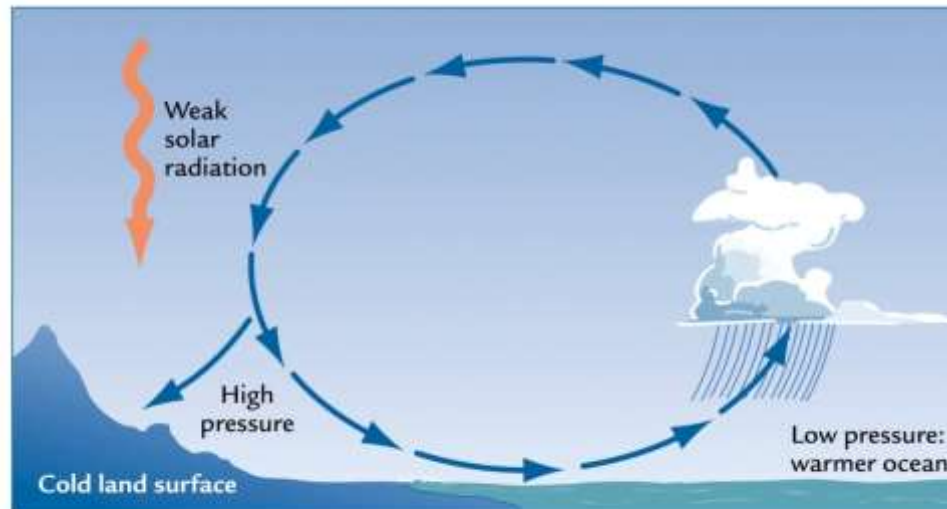 Weak
solar
radiation
High
pressure
Low pressure:
warmer ocean
Cold land surface